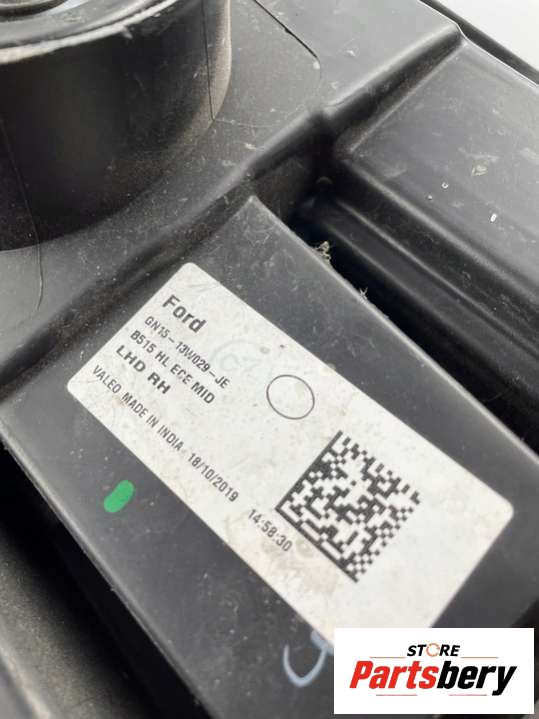 Ford
GN15-13W029-JE
B515 HL ECE MID
LHD RH
VALEO MADE IN INDIA 18/10/2019 14:58:30
STORE
Partsbery